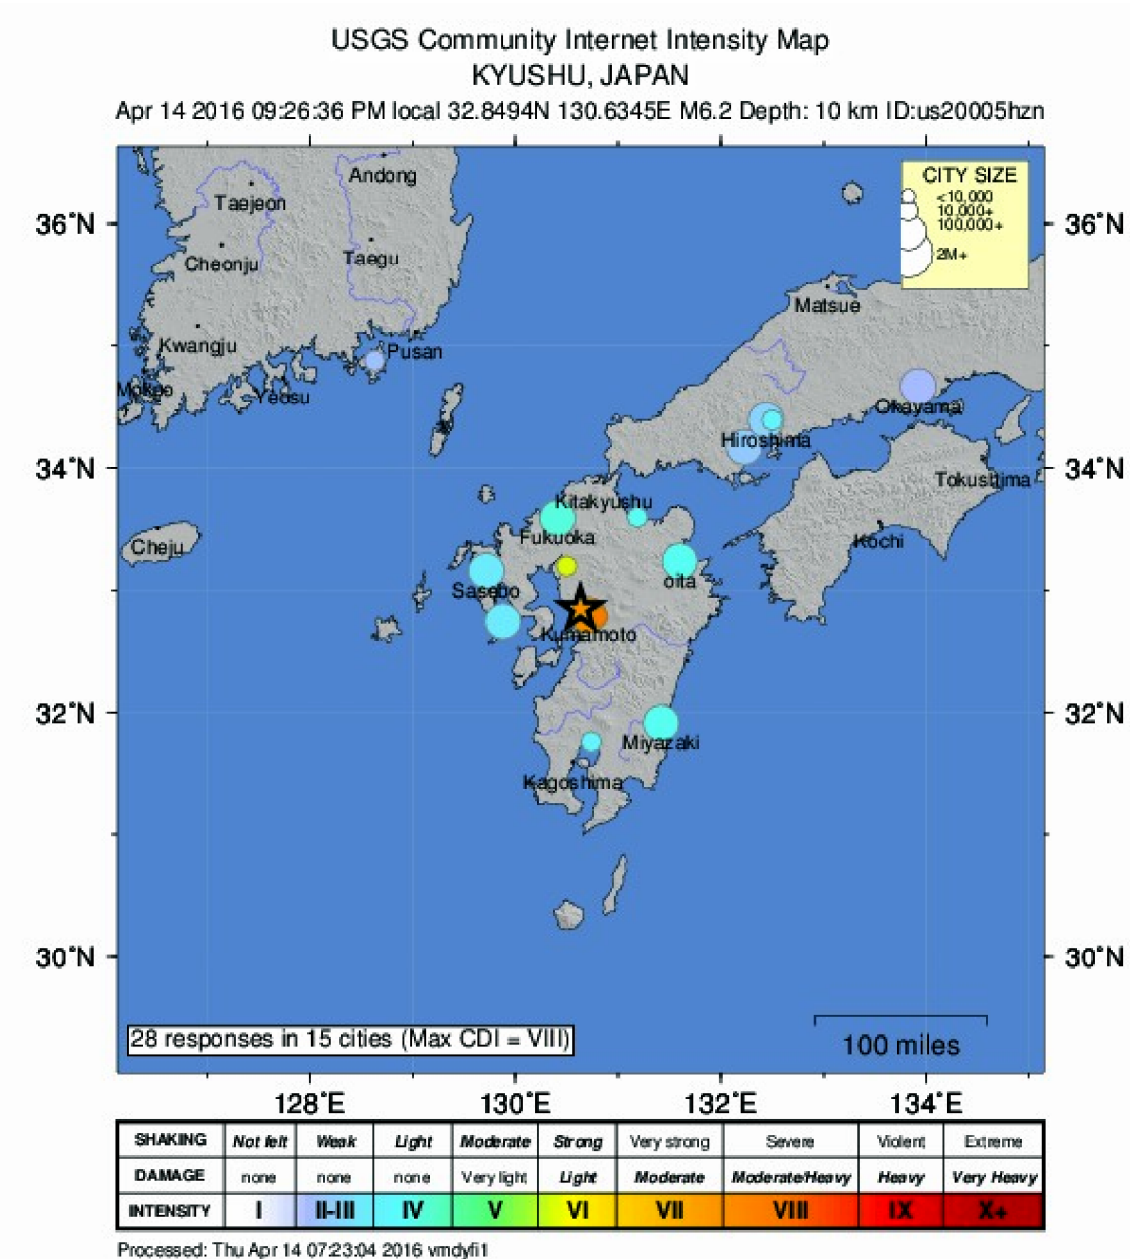 USGS Community Internet Intensity Map
KYUSHU, JAPAN
Apr 14 2016 09:26:36 PM local 32.8494N 130.6345E M6.2 Depth: 10 km ID:us20005hzn
CITY SIZE
<10,000
10,000+
100,000+
2M+
Andong
Taejeon
36°N
36°N
Cheonju
Taegu
Matsue
Kwangju
Pusan
Mokpo
Yeosu
Okayama
Hiroshima
34°N
34°N
Tokushima
Kitakyushu
Fukuoka
Kochi
Cheju
Sasebo
oita
Kumamoto
32°N
32°N
Miyazaki
Kagoshima
30°N
30°N
28 responses in 15 cities (Max CDI = VIII)
100 miles
128°E 130°E 132°E 134°E
SHAKING Not felt Weak Light Moderate Strong Very strong Severe Violent Extreme
DAMAGE none none none Very light Light Moderate Moderate/Heavy Heavy Very Heavy
INTENSITY I II-III IV V VI VII VIII IX X+
Processed: Thu Apr 14 07:23:04 2016 vmdyfi1